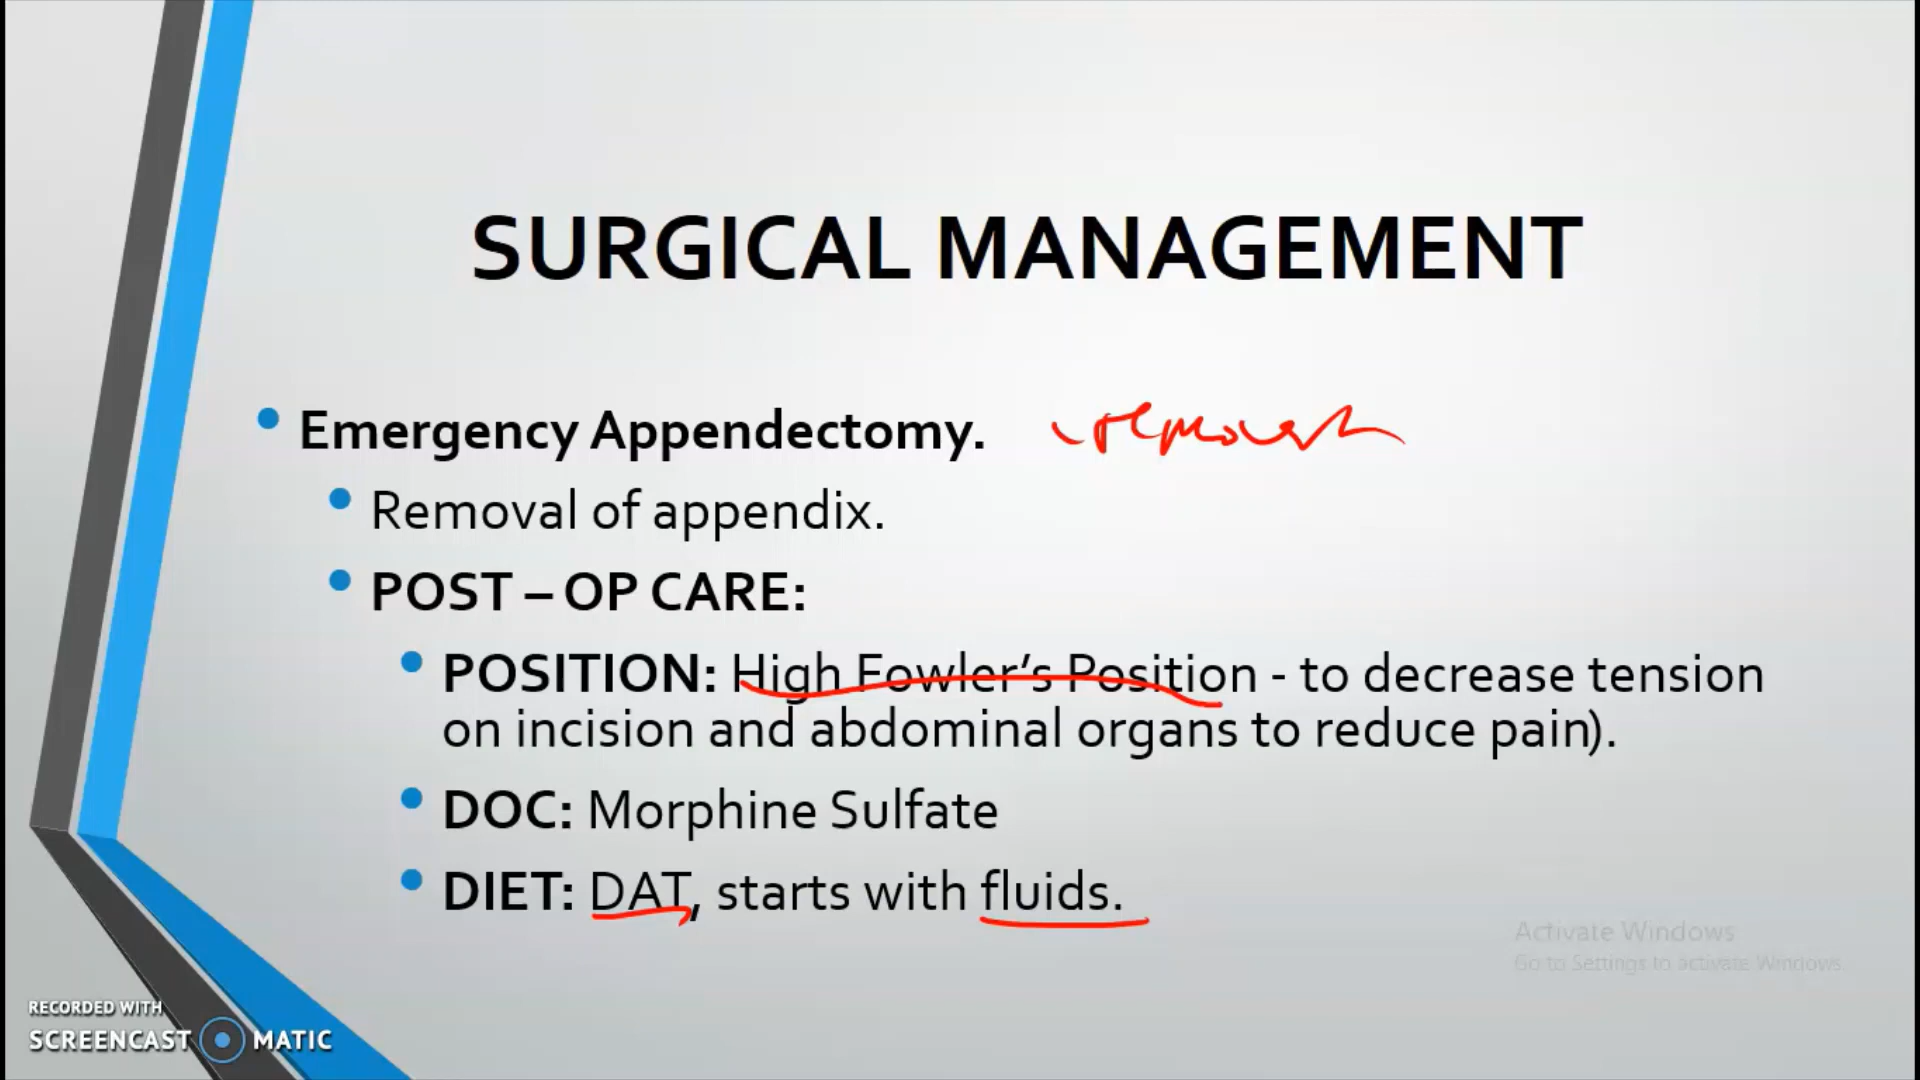 SURGICAL MANAGEMENT
• Emergency Appendectomy.
• Removal of appendix.
• POST – OP CARE:
• POSITION: High Fowler's Position - to decrease tension
on incision and abdominal organs to reduce pain).
• DOC: Morphine Sulfate
• DIET: DAT, starts with fluids.
Activate Windows
Go to Settings to activate Windows.
RECORDED WITH
SCREENCAST MATIC